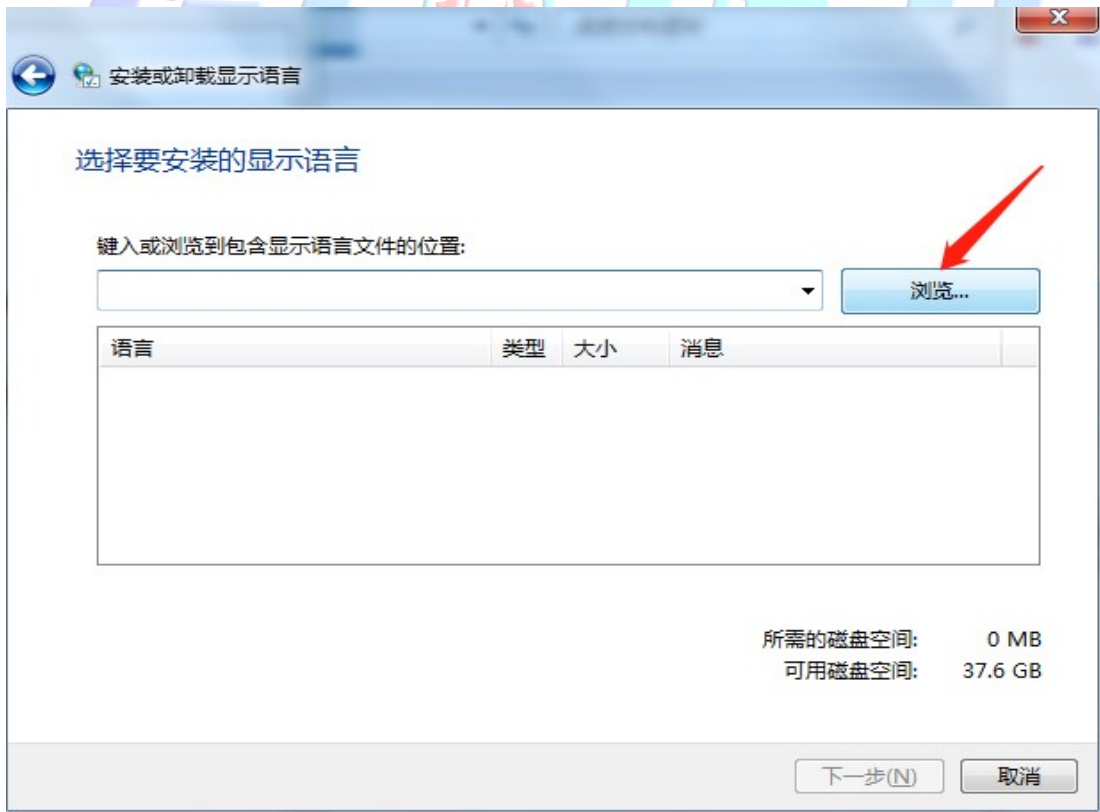 安装或卸载显示语言
选择要安装的显示语言
键入或浏览到包含显示语言文件的位置:
浏览...
语言 类型 大小 消息
所需的磁盘空间: 0 MB
可用磁盘空间: 37.6 GB
下一步(N) 取消